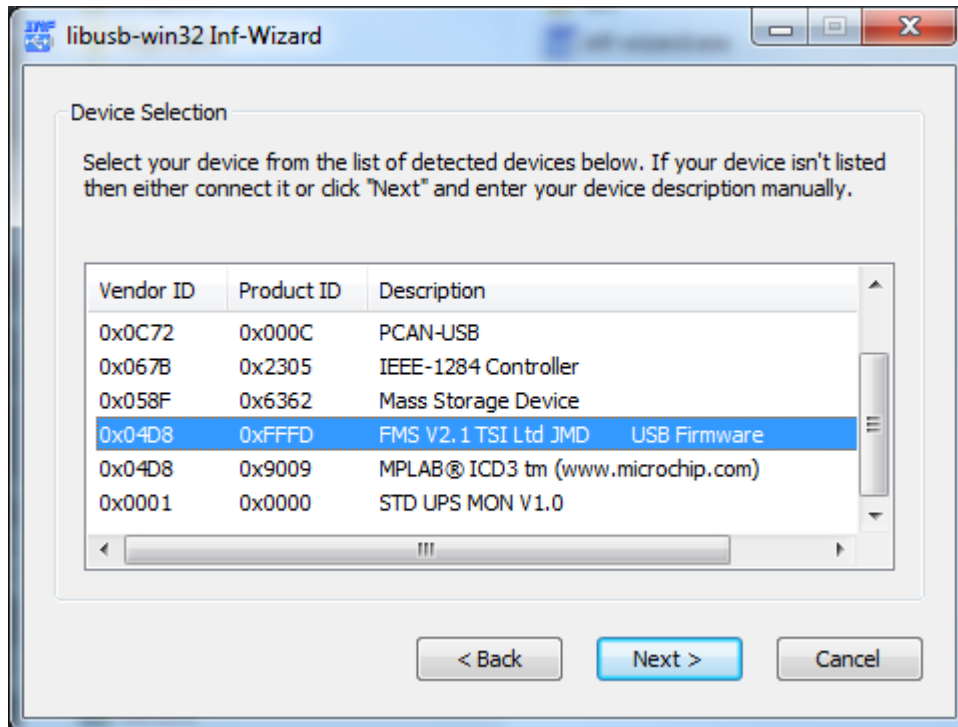 libusb-win32 Inf-Wizard
Device Selection
Select your device from the list of detected devices below. If your device isn't listed
then either connect it or click "Next" and enter your device description manually.
Vendor ID Product ID Description
0x0C72 0x000C PCAN-USB
0x067B 0x2305 IEEE-1284 Controller
0x058F 0x6362 Mass Storage Device
0x04D8 0xFFFD FMS V2.1 TSI Ltd JMD USB Firmware
0x04D8 0x9009 MPLAB® ICD3 tm (www.microchip.com)
0x0001 0x0000 STD UPS MON V1.0
< Back Next > Cancel